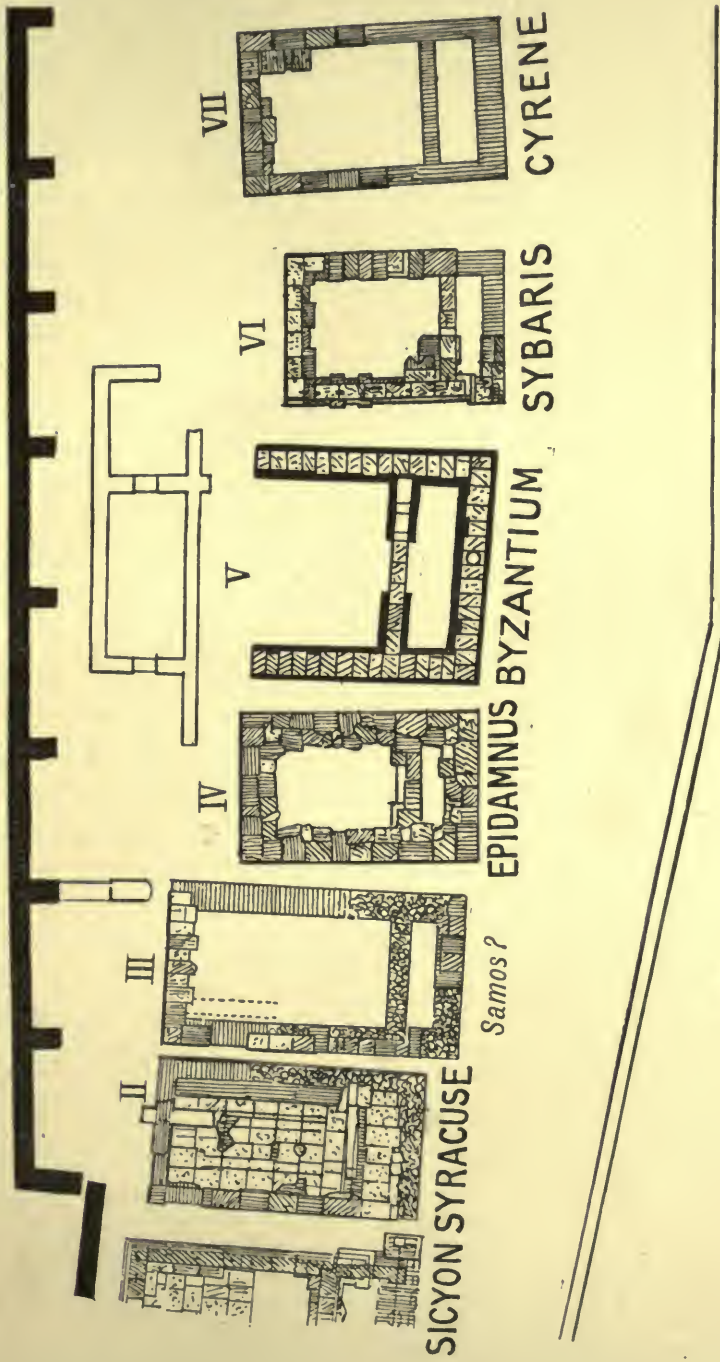 II
III
IV
V
VI
VII
SICYON SYRACUSE
Samos?
EPIDAMNUS BYZANTIUM
SYBARIS
CYRENE